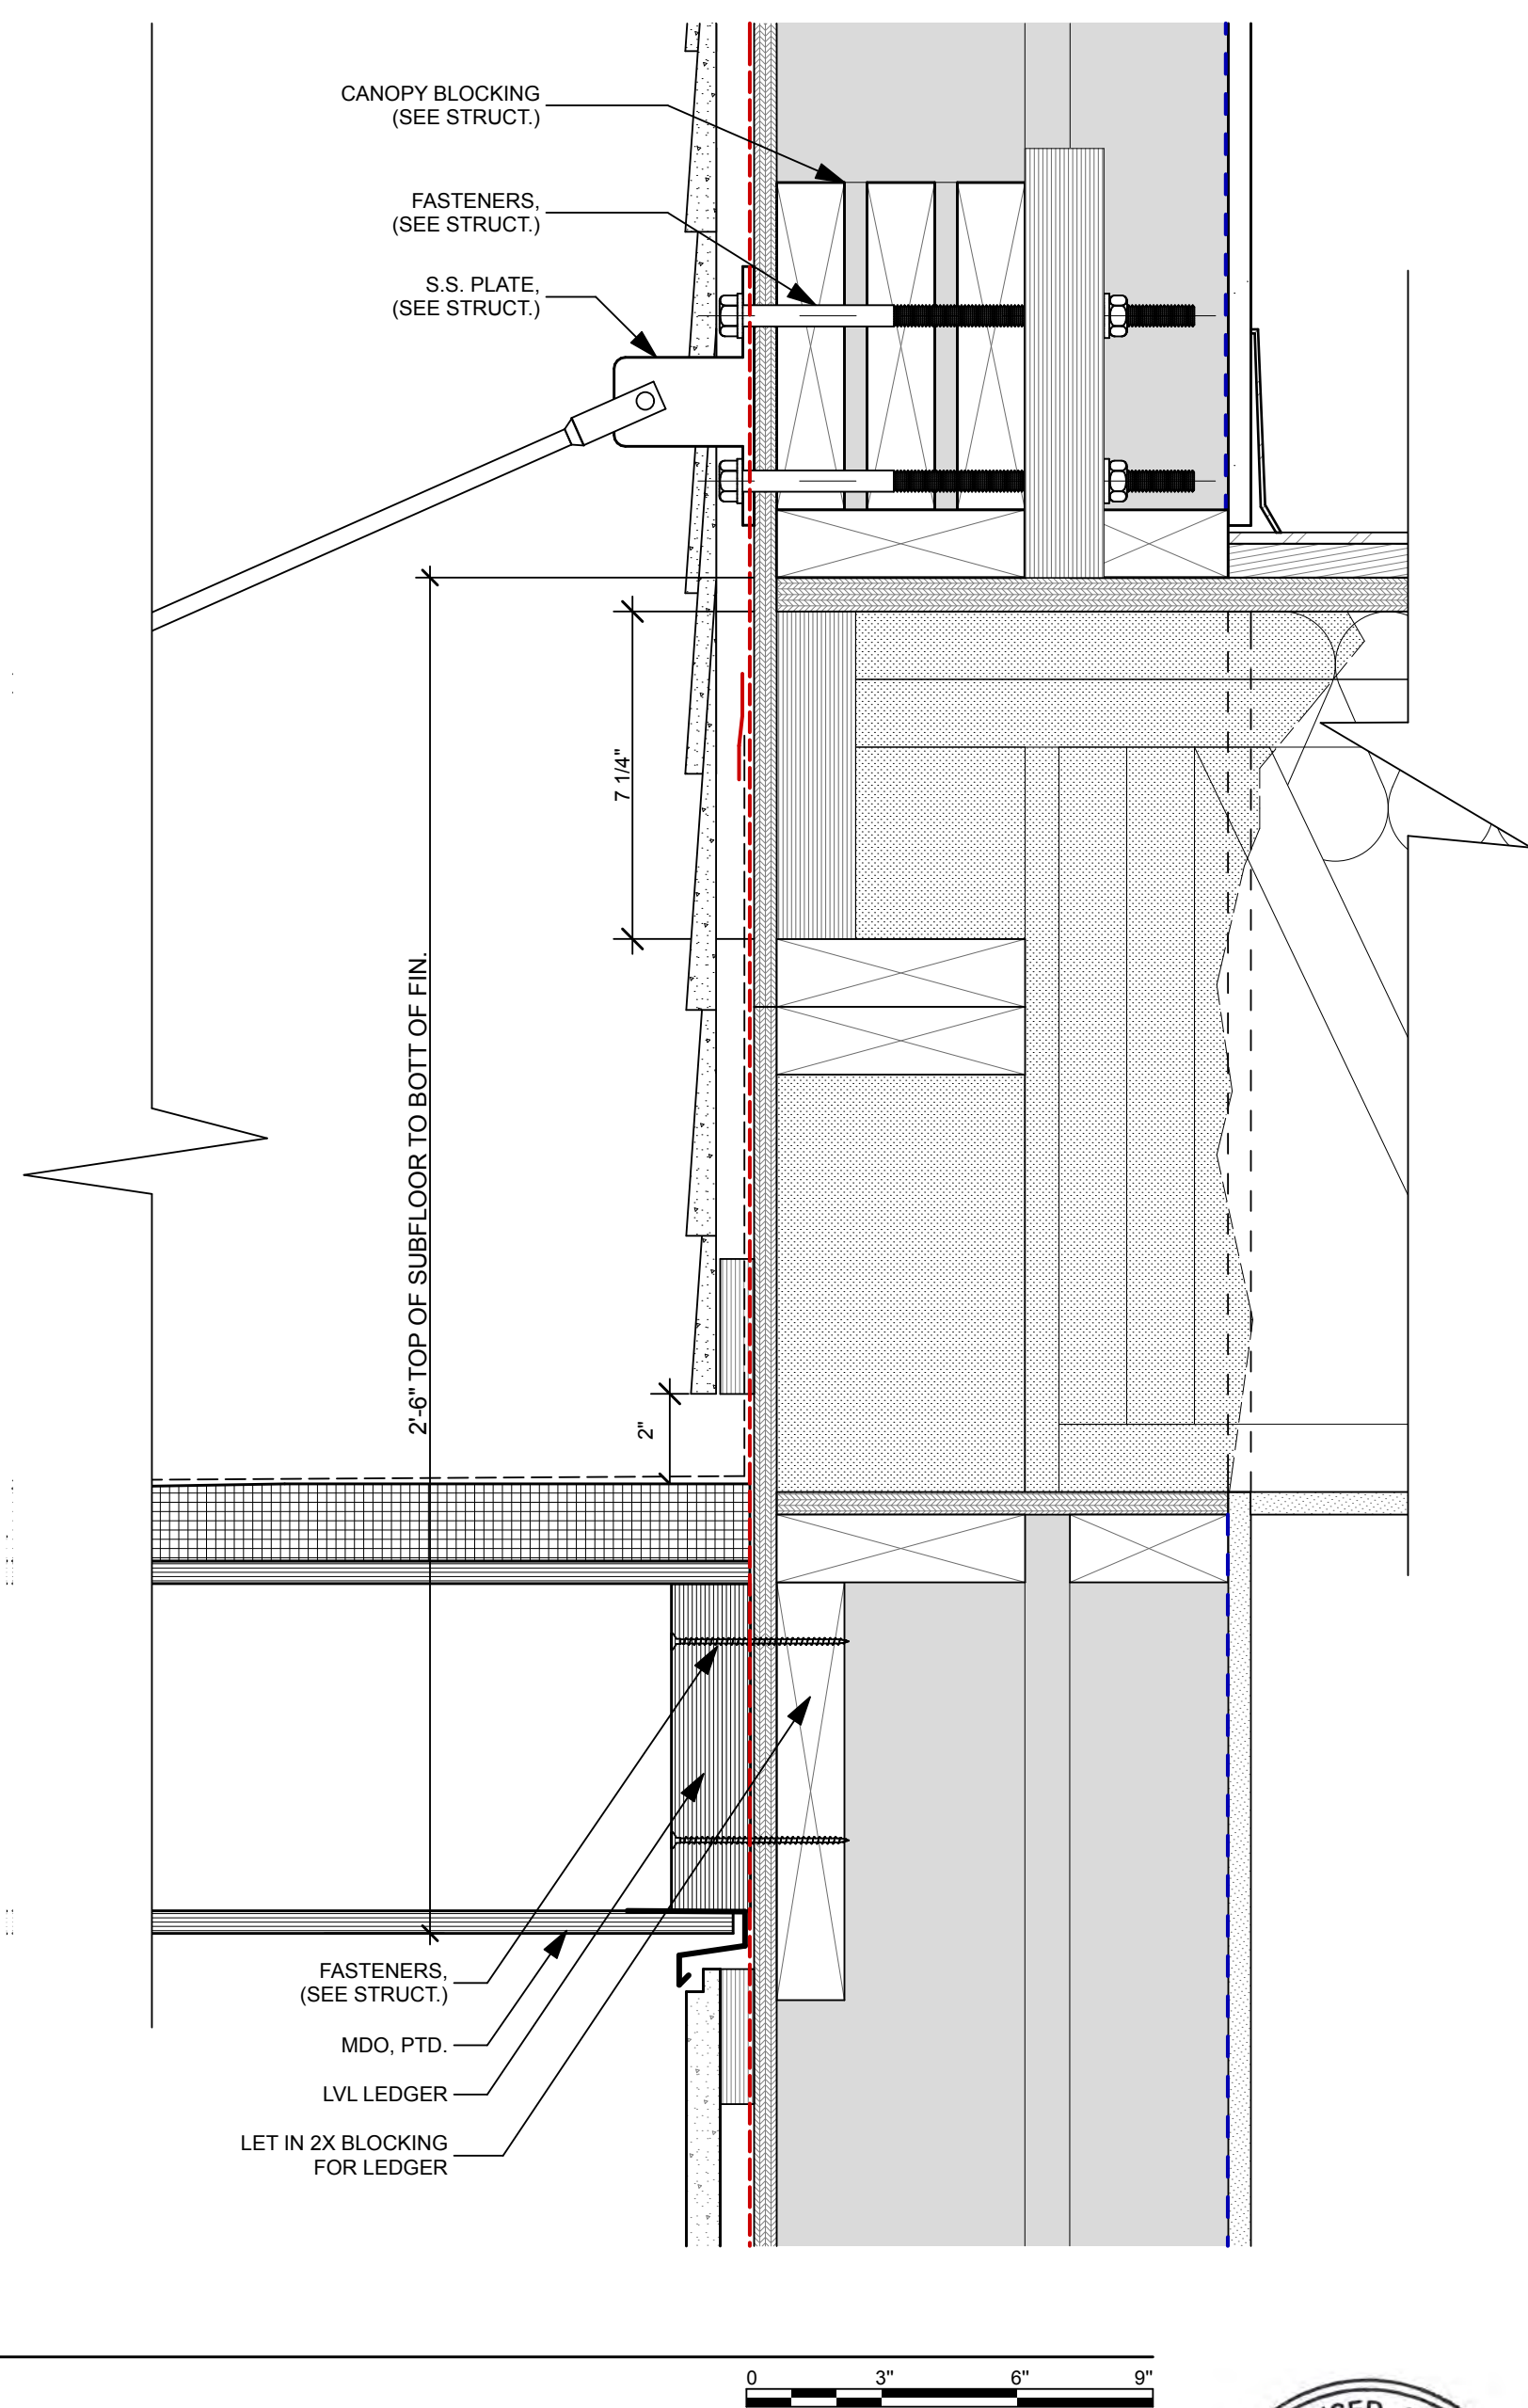 CANOPY BLOCKING
(SEE STRUCT.)
FASTENERS,
(SEE STRUCT.)
S.S. PLATE,
(SEE STRUCT.)
7 1/4"
2'-6" TOP OF SUBFLOOR TO BOTT OF FIN.
2"
FASTENERS,
(SEE STRUCT.)
MDO, PTD.
LVL LEDGER
LET IN 2X BLOCKING
FOR LEDGER
0 3" 6" 9"